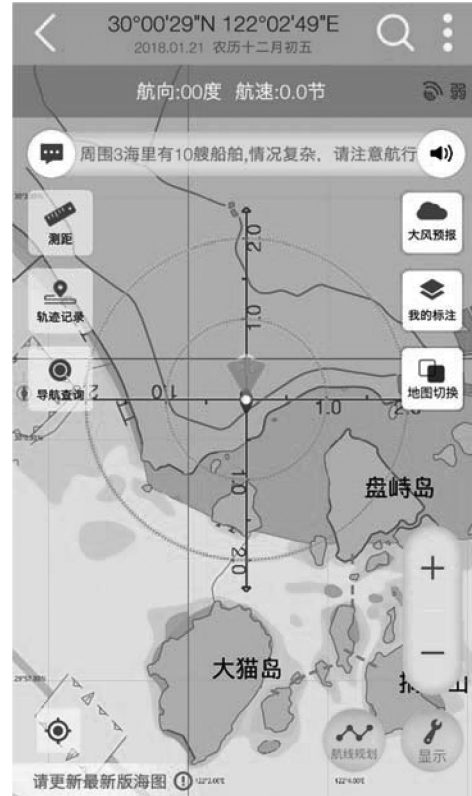 30°00′29″N 122°02′49″E
2018.01.21 农历十二月初五
航向:00度 航速:0.0节
弱
周围3海里有10艘船舶,情况复杂, 请注意航行
测距
大风预报
2.0
轨迹记录
我的标注
1.0
导航查询
地图切换
2.0
1.0
1.0
2.0
1.0
盘峙岛
2.0
大猫岛
山
航线规划
显示
请更新最新版海图